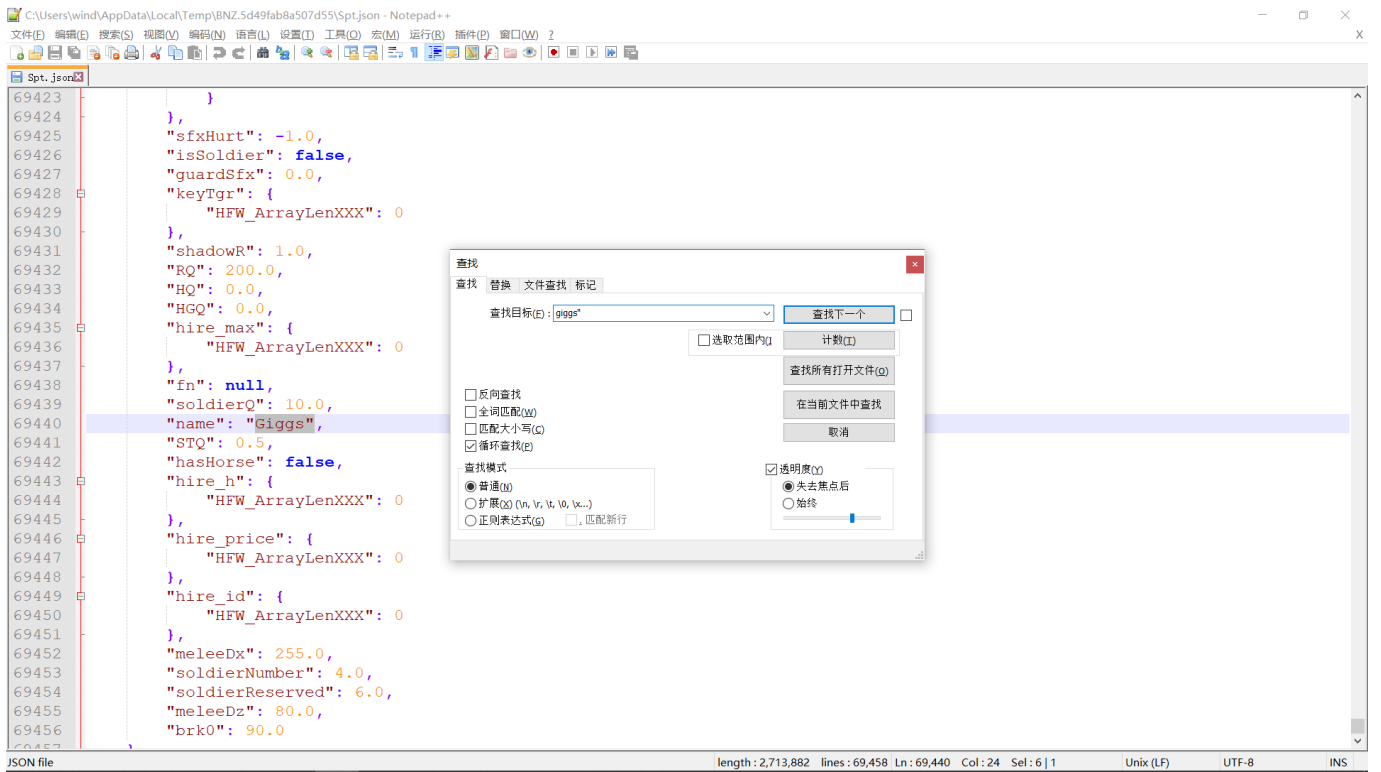 C:\Users\wind\AppData\Local\Temp\BNZ.5d49fab8a507d55\Spt.json - Notepad++
文件(F) 编辑(E) 搜索(S) 视图(V) 编码(N) 语言(L) 设置(T) 工具(O) 宏(M) 运行(R) 插件(P) 窗口(W) ? X
Spt.json
69423 }
69424 },
69425 "sfxHurt": -1.0,
69426 "isSoldier": false,
69427 "guardSfx": 0.0,
69428 "keyTgr": {
69429 "HFW_ArrayLenXXX": 0
69430 },
69431 "shadowR": 1.0,
69432 "RQ": 200.0,
69433 "HQ": 0.0,
69434 "HGQ": 0.0,
69435 "hire_max": {
69436 "HFW_ArrayLenXXX": 0
69437 },
69438 "fn": null,
69439 "soldierQ": 10.0,
69440 "name": "Giggs",
69441 "STQ": 0.5,
69442 "hasHorse": false,
69443 "hire_h": {
69444 "HFW_ArrayLenXXX": 0
69445 },
69446 "hire_price": {
69447 "HFW_ArrayLenXXX": 0
69448 },
69449 "hire_id": {
69450 "HFW_ArrayLenXXX": 0
69451 },
69452 "meleeDx": 255.0,
69453 "soldierNumber": 4.0,
69454 "soldierReserved": 6.0,
69455 "meleeDz": 80.0,
69456 "brk0": 90.0
69457 }
查找
查找 替换 文件查找 标记
查找目标(F) : giggs" 查找下一个
选取范围内(I 计数(T)
查找所有打开文件(O)
反向查找
在当前文件中查找
全词匹配(W)
匹配大小写(C)
取消
循环查找(P)
查找模式
透明度(Y)
普通(N)
失去焦点后
扩展(X) (\n, \r, \t, \0, \x...)
始终
正则表达式(G) . 匹配新行
JSON file length : 2,713,882 lines : 69,458 Ln : 69,440 Col : 24 Sel : 6 | 1 Unix (LF) UTF-8 INS